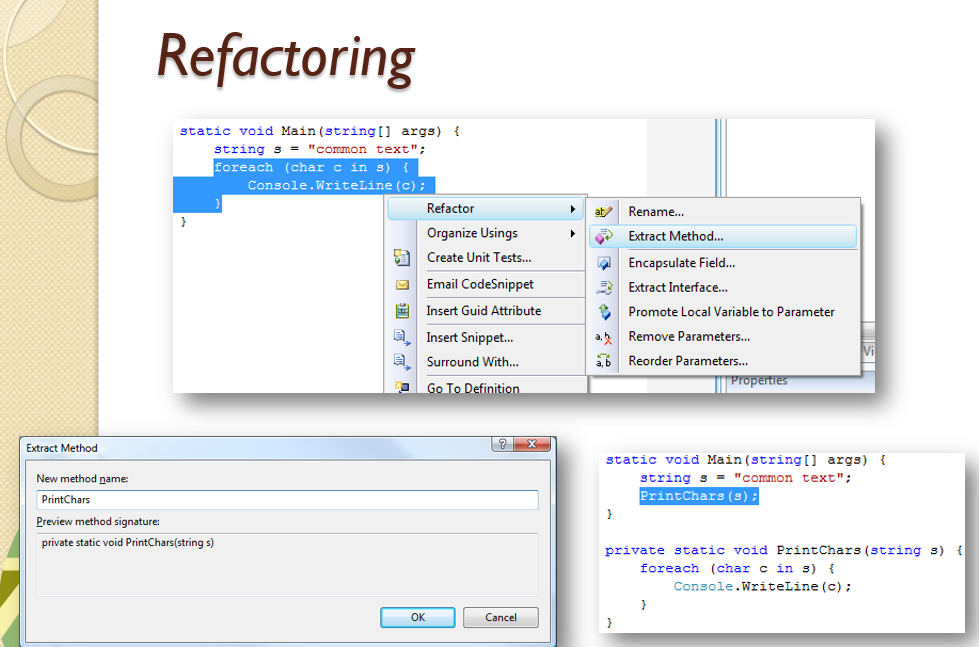 Refactoring
static void Main(string[] args) {
string s = "common text";
foreach (char c in s) {
Console.WriteLine(c);
}
}
Refactor
Organize Usings
Create Unit Tests...
Email CodeSnippet
Insert Guid Attribute
Insert Snippet...
Surround With...
Go To Definition
Rename...
Extract Method...
Encapsulate Field...
Extract Interface...
Promote Local Variable to Parameter
Remove Parameters...
Reorder Parameters...
Properties
Extract Method
New method name:
PrintChars
Preview method signature:
private static void PrintChars(string s)
OK
Cancel
static void Main(string[] args) {
string s = "common text";
PrintChars(s);
}
private static void PrintChars(string s) {
foreach (char c in s) {
Console.WriteLine(c);
}
}